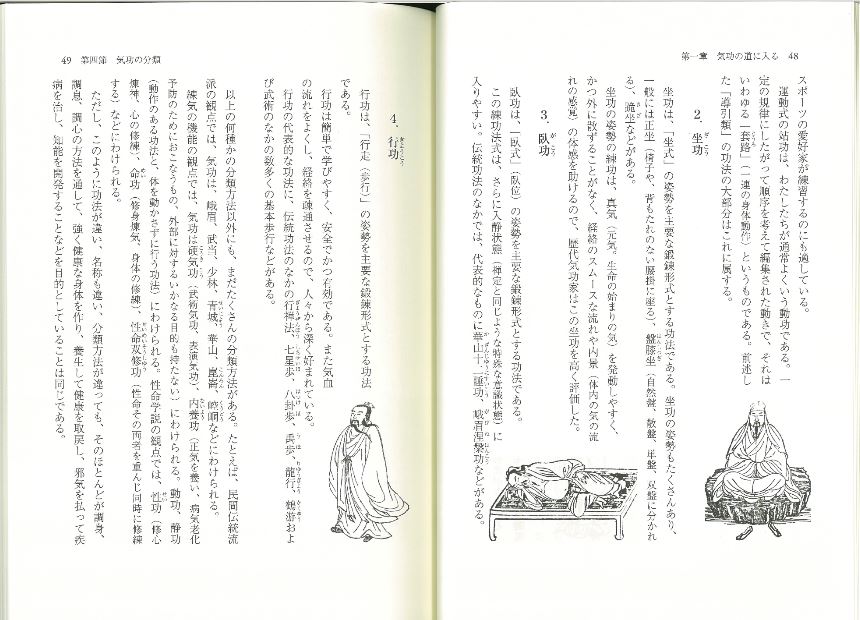 第一章　気功の道に入る　48
スポーツの愛好家が練習するのにも適している。
運動式の站功は、わたしたちが通常よくいう動功である。一
定の規律にしたがって順序を考えて編集された動きで、それは
いわゆる「套路」（一連の身体動作）というものである。前述し
た「導引類」の功法の大部分はこれに属する。
2．坐功
坐功は、「坐式」の姿勢を主要な鍛錬形式とする功法である。坐功の姿勢もたくさんあり、
一般には正坐（椅子や、背もたれのない腰掛に座る）、盤膝坐（自然盤、散盤、単盤、双盤に分かれ
る）、跪坐などがある。
坐功の姿勢の練功は、真気（元気。生命の始まりの気）を発動しやすく、
かつ外に散ずることがなく、経絡のスムースな流れや内景（体内の気の流
れの感覚）の体感を助けるので、歴代気功家はこの坐功を高く評価した。
3．臥功
臥功は、「臥式」（臥位）の姿勢を主要な鍛錬形式とする功法である。
この練功法式は、さらに入静状態（禅定と同じような特殊な意識状態）に
入りやすい。伝統功法のなかでは、代表的なものに華山十二睡功、峨眉涅槃功などがある。
49　第四節　気功の分類
4．行功
行功は、「行走（歩行）」の姿勢を主要な鍛錬形式とする功法
である。
行功は簡単で学びやすく、安全でかつ有効である。また気血
の流れをよくし、経絡を疎通させるので、人々から深く好まれている。
行功の代表的な功法に、伝統功法のなかの行禅法、七星歩、八卦歩、禹歩、龍行、鶴游およ
び武術のなかの数多くの基本歩行などがある。
以上の何種かの分類方法以外にも、まだたくさんの分類方法がある。たとえば、民間伝統流
派の観点では、気功は、峨眉、武当、少林、青城、華山、崑崙、崆峒などにわけられる。
練気の機能の観点では、気功は硬気功（武術気功、表演気功）、内養功（正気を養い、病気老化
予防のためにおこなうもの。外部に対するいかなる目的も持たない）にわけられる。動功、静功
（動作のある功法と、体を動かさずに行う功法）にわけられる。性命学説の観点では、性功（修心
煉神、心の修練）、命功（修身煉気、身体の修練）、性命双修功（性命その両者を重んじ同時に修練
する）などにわけられる。
ただし、このように功法が違い、名称も違い、分類方法が違っても、そのほとんどが調身、
調息、調心の方法を通して、強く健康な身体を作り、養生して健康を取戻し、邪気を払って疾
病を治し、知能を開発することなどを目的としていることは同じである。